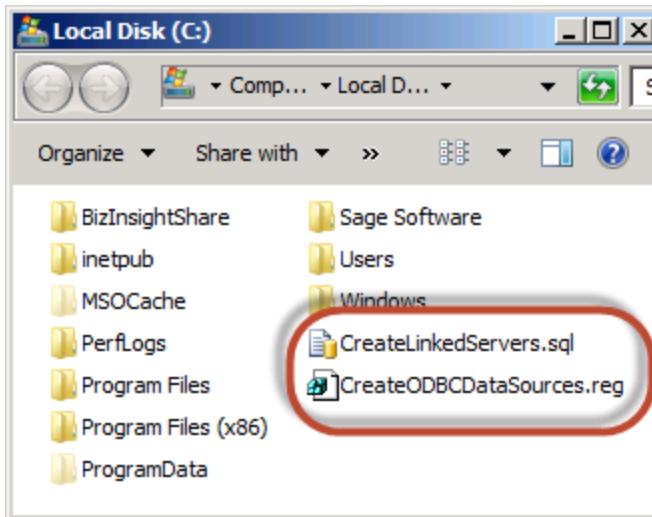 Local Disk (C:)
Comp... Local D...
S
Organize Share with »
BizInsightShare
inetpub
MSOCache
PerfLogs
Program Files
Program Files (x86)
ProgramData
Sage Software
Users
Windows
CreateLinkedServers.sql
CreateODBCDataSources.reg